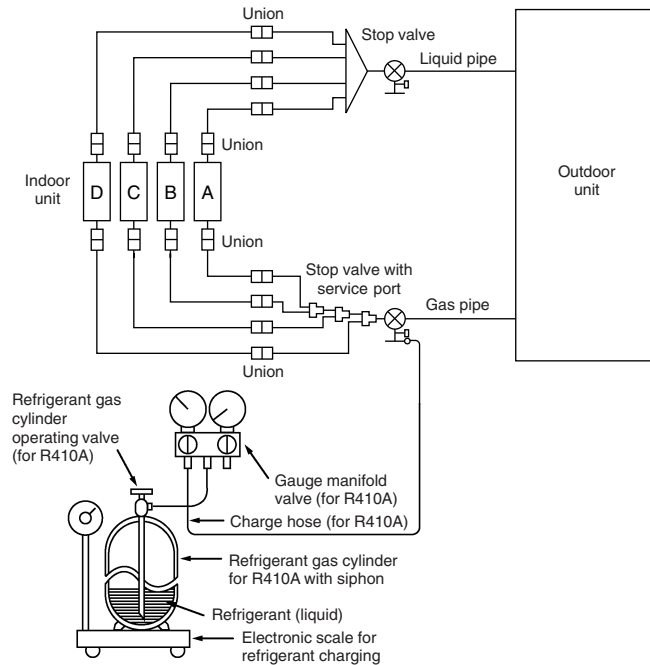 Union
Stop valve
Liquid pipe
Union
Indoor
unit
D
C
B
A
Outdoor
unit
Union
Stop valve with
service port
Gas pipe
Union
Refrigerant gas
cylinder
operating valve
(for R410A)
Gauge manifold
valve (for R410A)
Charge hose (for R410A)
Refrigerant gas cylinder
for R410A with siphon
Refrigerant (liquid)
Electronic scale for
refrigerant charging